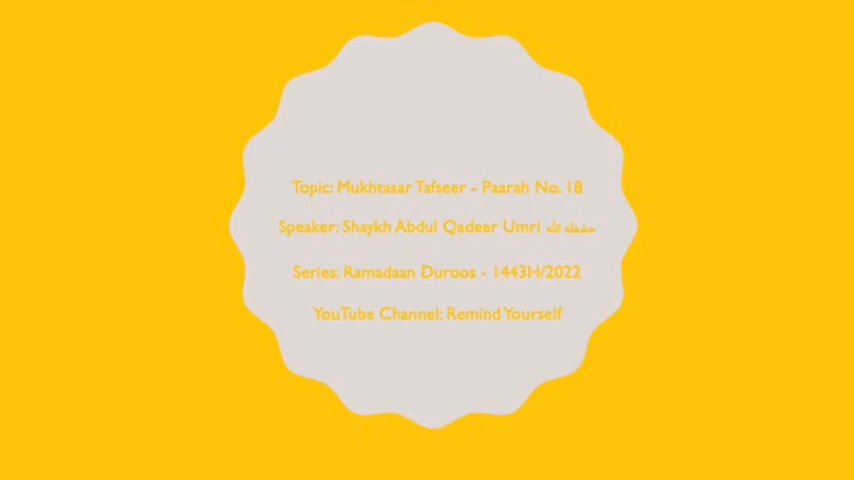 Topic: Mukhtasar Tafseer - Paarah No. 18
Speaker: Shaykh Abdul Qadeer Umri حفظه الله
Series: Ramadaan Duroos - 1443H/2022
YouTube Channel: Remind Yourself